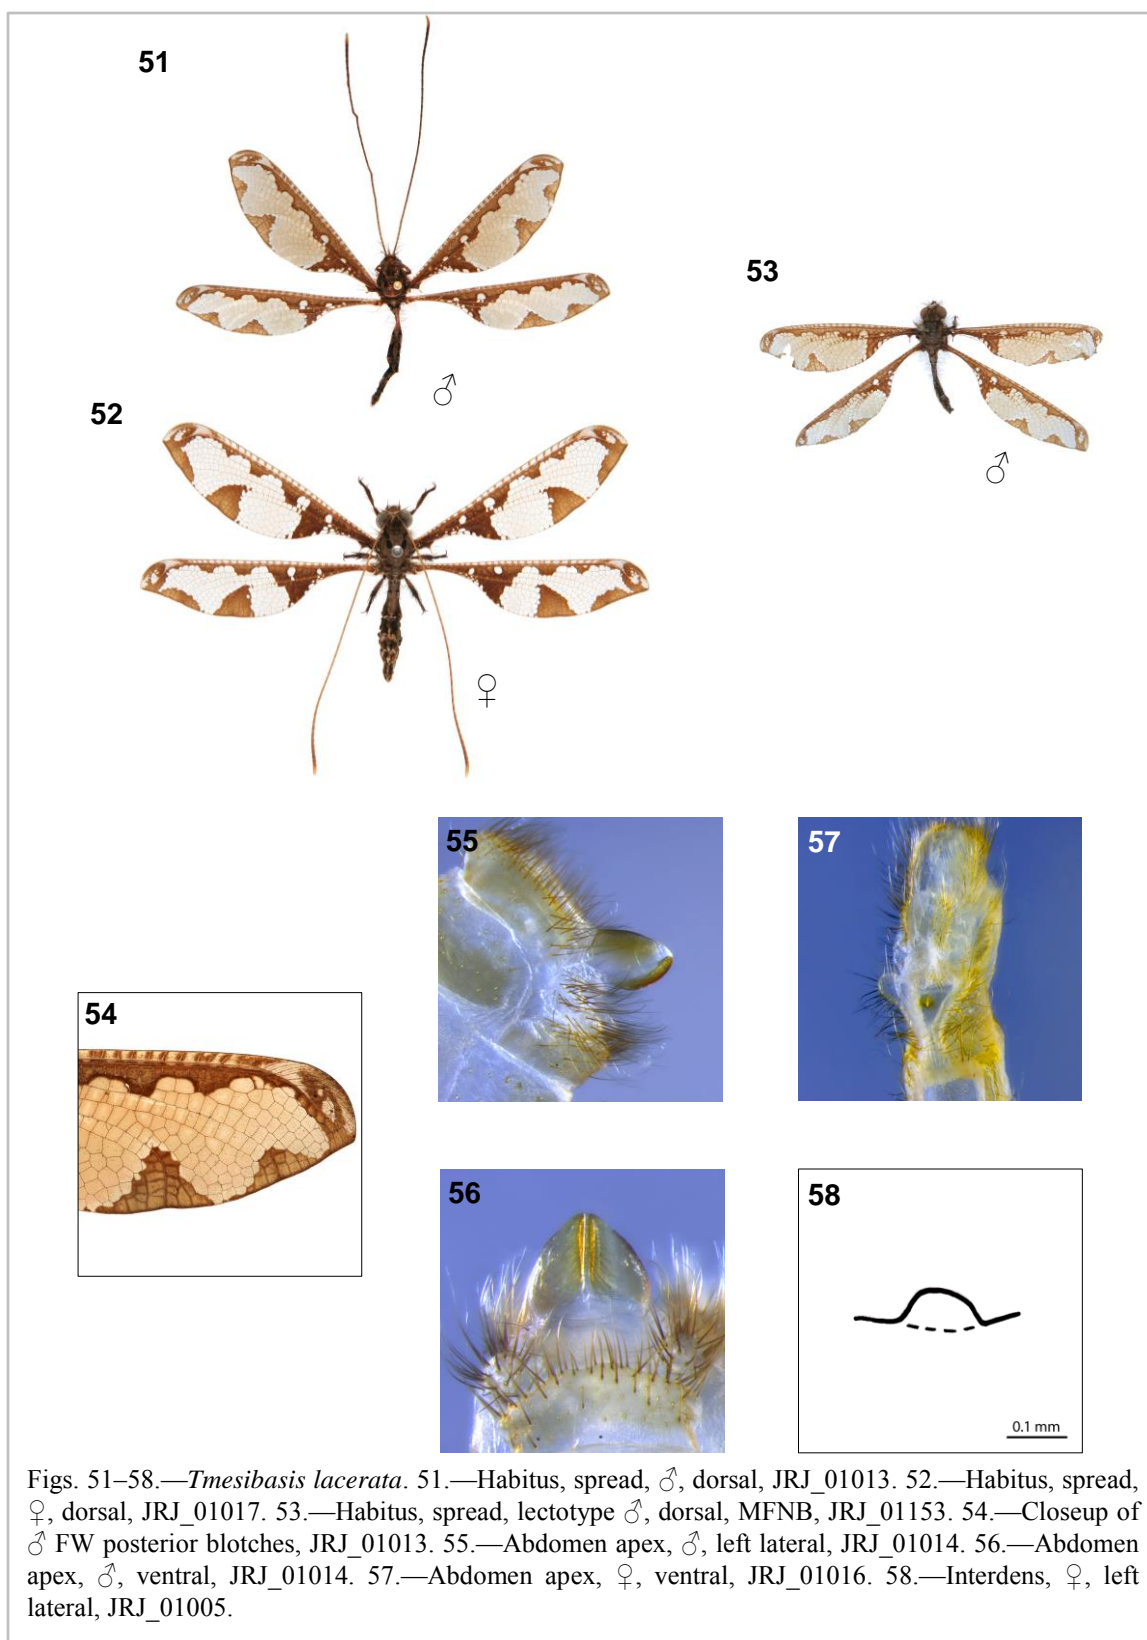 51
53
♂
52
♂
♀
55
57
54
56
58
0.1 mm
Figs. 51–58.—Tmesibasis lacerata. 51.—Habitus, spread, ♂, dorsal, JRJ_01013. 52.—Habitus, spread,
♀, dorsal, JRJ_01017. 53.—Habitus, spread, lectotype ♂, dorsal, MFNB, JRJ_01153. 54.—Closeup of
♂ FW posterior blotches, JRJ_01013. 55.—Abdomen apex, ♂, left lateral, JRJ_01014. 56.—Abdomen
apex, ♂, ventral, JRJ_01014. 57.—Abdomen apex, ♀, ventral, JRJ_01016. 58.—Interdens, ♀, left
lateral, JRJ_01005.